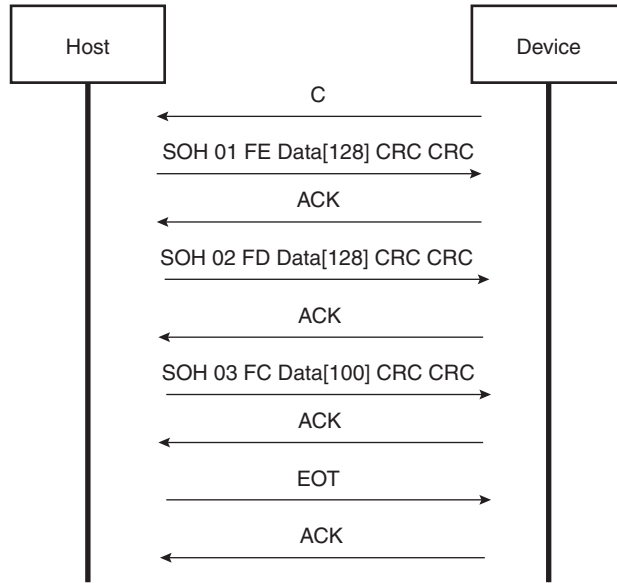 Host
Device
C
SOH 01 FE Data[128] CRC CRC
ACK
SOH 02 FD Data[128] CRC CRC
ACK
SOH 03 FC Data[100] CRC CRC
ACK
EOT
ACK